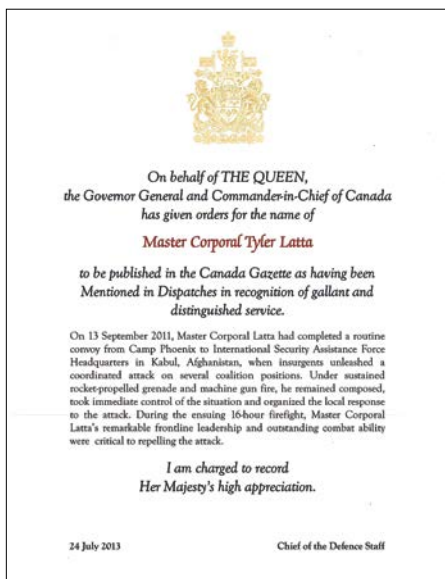 On behalf of THE QUEEN,
the Governor General and Commander-in-Chief of Canada
has given orders for the name of
Master Corporal Tyler Latta
to be published in the Canada Gazette as having been
Mentioned in Dispatches in recognition of gallant and
distinguished service.
On 13 September 2011, Master Corporal Latta had completed a routine
convoy from Camp Phoenix to International Security Assistance Force
Headquarters in Kabul, Afghanistan, when insurgents unleashed a
coordinated attack on several coalition positions. Under sustained
rocket-propelled grenade and machine gun fire, he remained composed,
took immediate control of the situation and organized the local response
to the attack. During the ensuing 16-hour firefight, Master Corporal
Latta's remarkable frontline leadership and outstanding combat ability
were critical to repelling the attack.
I am charged to record
Her Majesty's high appreciation.
24 July 2013 Chief of the Defence Staff